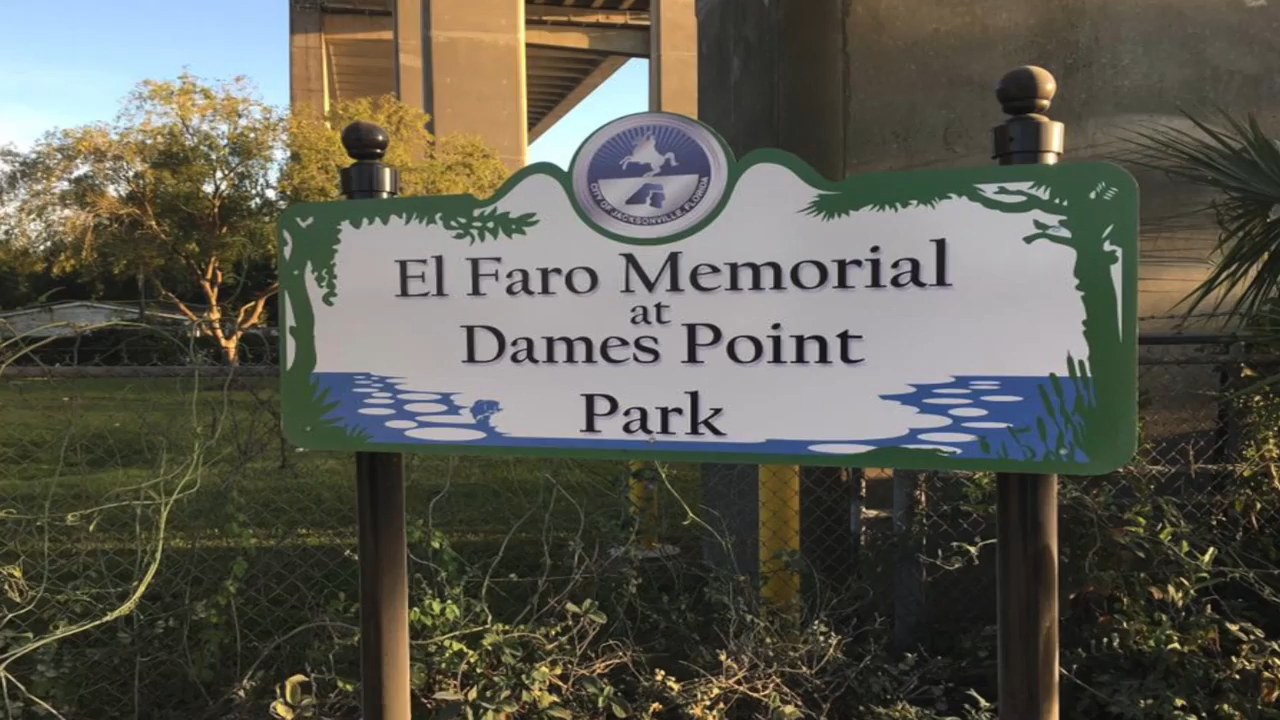 CITY OF JACKSONVILLE, FLORIDA
El Faro Memorial
at
Dames Point
Park